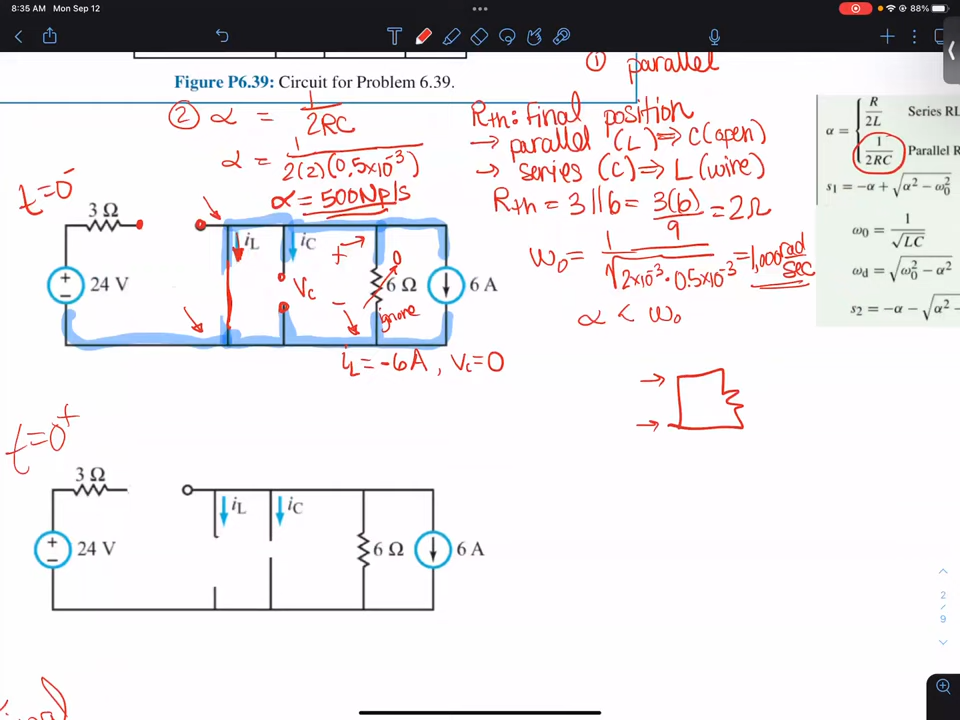 8:35 AM Mon Sep 12
88%
Figure P6.39: Circuit for Problem 6.39.
① parallel
② α = 1/2RC
α = 1/2(2)(0.5x10⁻³)
α = 500Np/s
Rth: final position
→ parallel (L) ⇒ C(open)
→ series (C) ⇒ L (wire)
Rth = 3 || 6 = 3(6)/9 = 2Ω
ω₀ = 1/√2x10⁻³ · 0.5x10⁻³ = 1,000 rad/sec
α < ω₀
α = { R/2L Series RL
1/2RC Parallel R
s₁ = −α + √α² − ω₀²
ω₀ = 1/√LC
ωd = √ω₀² − α²
s₂ = −α − √α² −
t=0⁻
3 Ω
24 V
+
−
iL
iC
Vc
+
−
0
6 Ω
ignore
6 A
iL = -6A , Vc = 0
t=0⁺
3 Ω
24 V
+
−
iL
iC
6 Ω
6 A
2
/
9